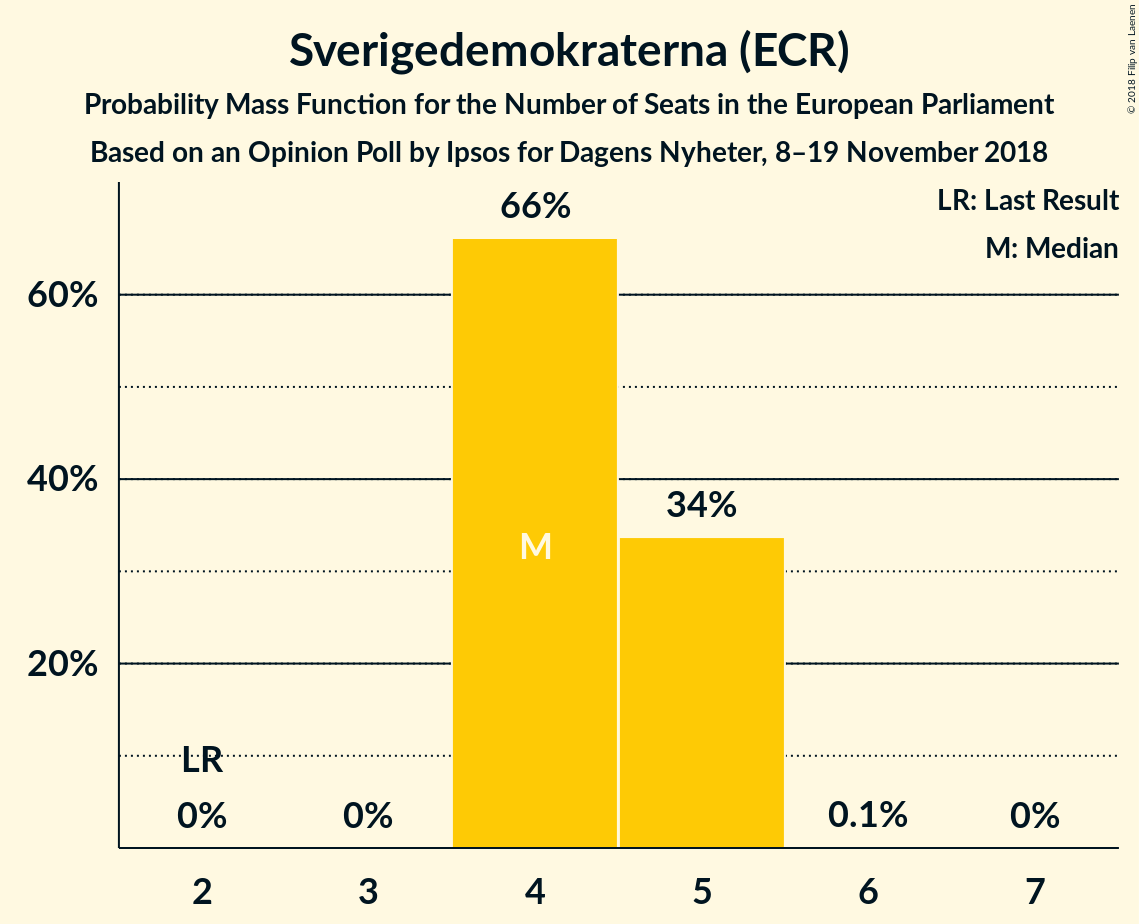 Sverigedemokraterna (ECR)
Probability Mass Function for the Number of Seats in the European Parliament
Based on an Opinion Poll by Ipsos for Dagens Nyheter, 8–19 November 2018
© 2018 Filip van Laenen
LR: Last Result
M: Median
66%
60%
40%
34%
M
20%
LR
0%
0%
0.1%
0%
2
3
4
5
6
7